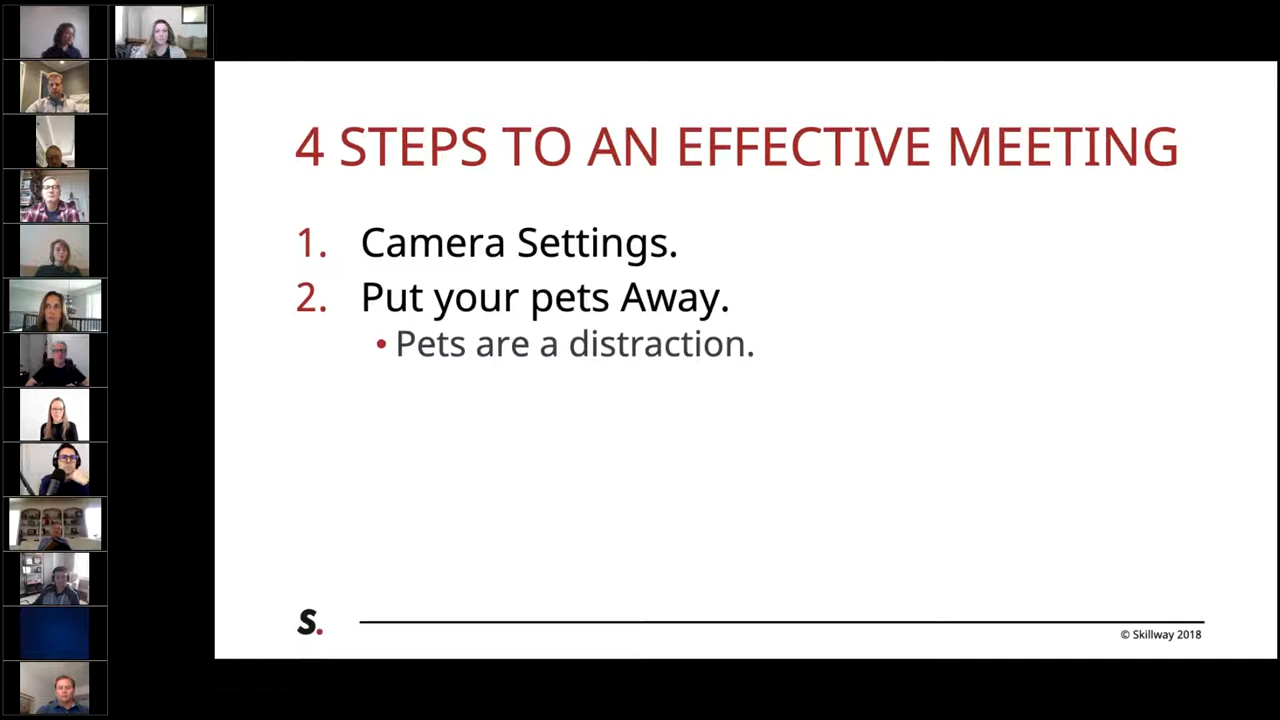 4 STEPS TO AN EFFECTIVE MEETING
1. Camera Settings.
2. Put your pets Away.
• Pets are a distraction.
S.
© Skillway 2018